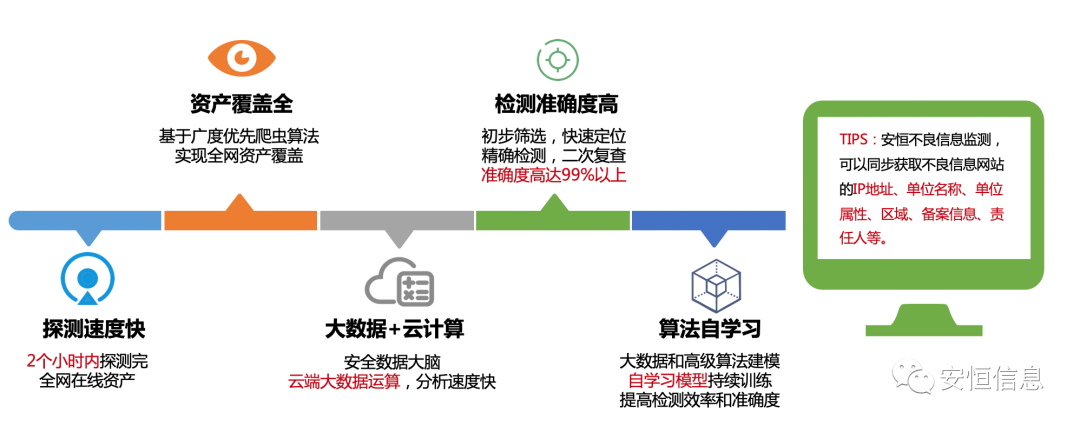 资产覆盖全
基于广度优先爬虫算法
实现全网资产覆盖
检测准确度高
初步筛选，快速定位
精确检测，二次复查
准确度高达99%以上
TIPS：安恒不良信息监测，
可以同步获取不良信息网站
的IP地址、单位名称、单位
属性、区域、备案信息、责
任人等。
探测速度快
2个小时内探测完
全网在线资产
大数据+云计算
安全数据大脑
云端大数据运算，分析速度快
算法自学习
大数据和高级算法建模
自学习模型持续训练
提高检测效率和准确度
安恒信息